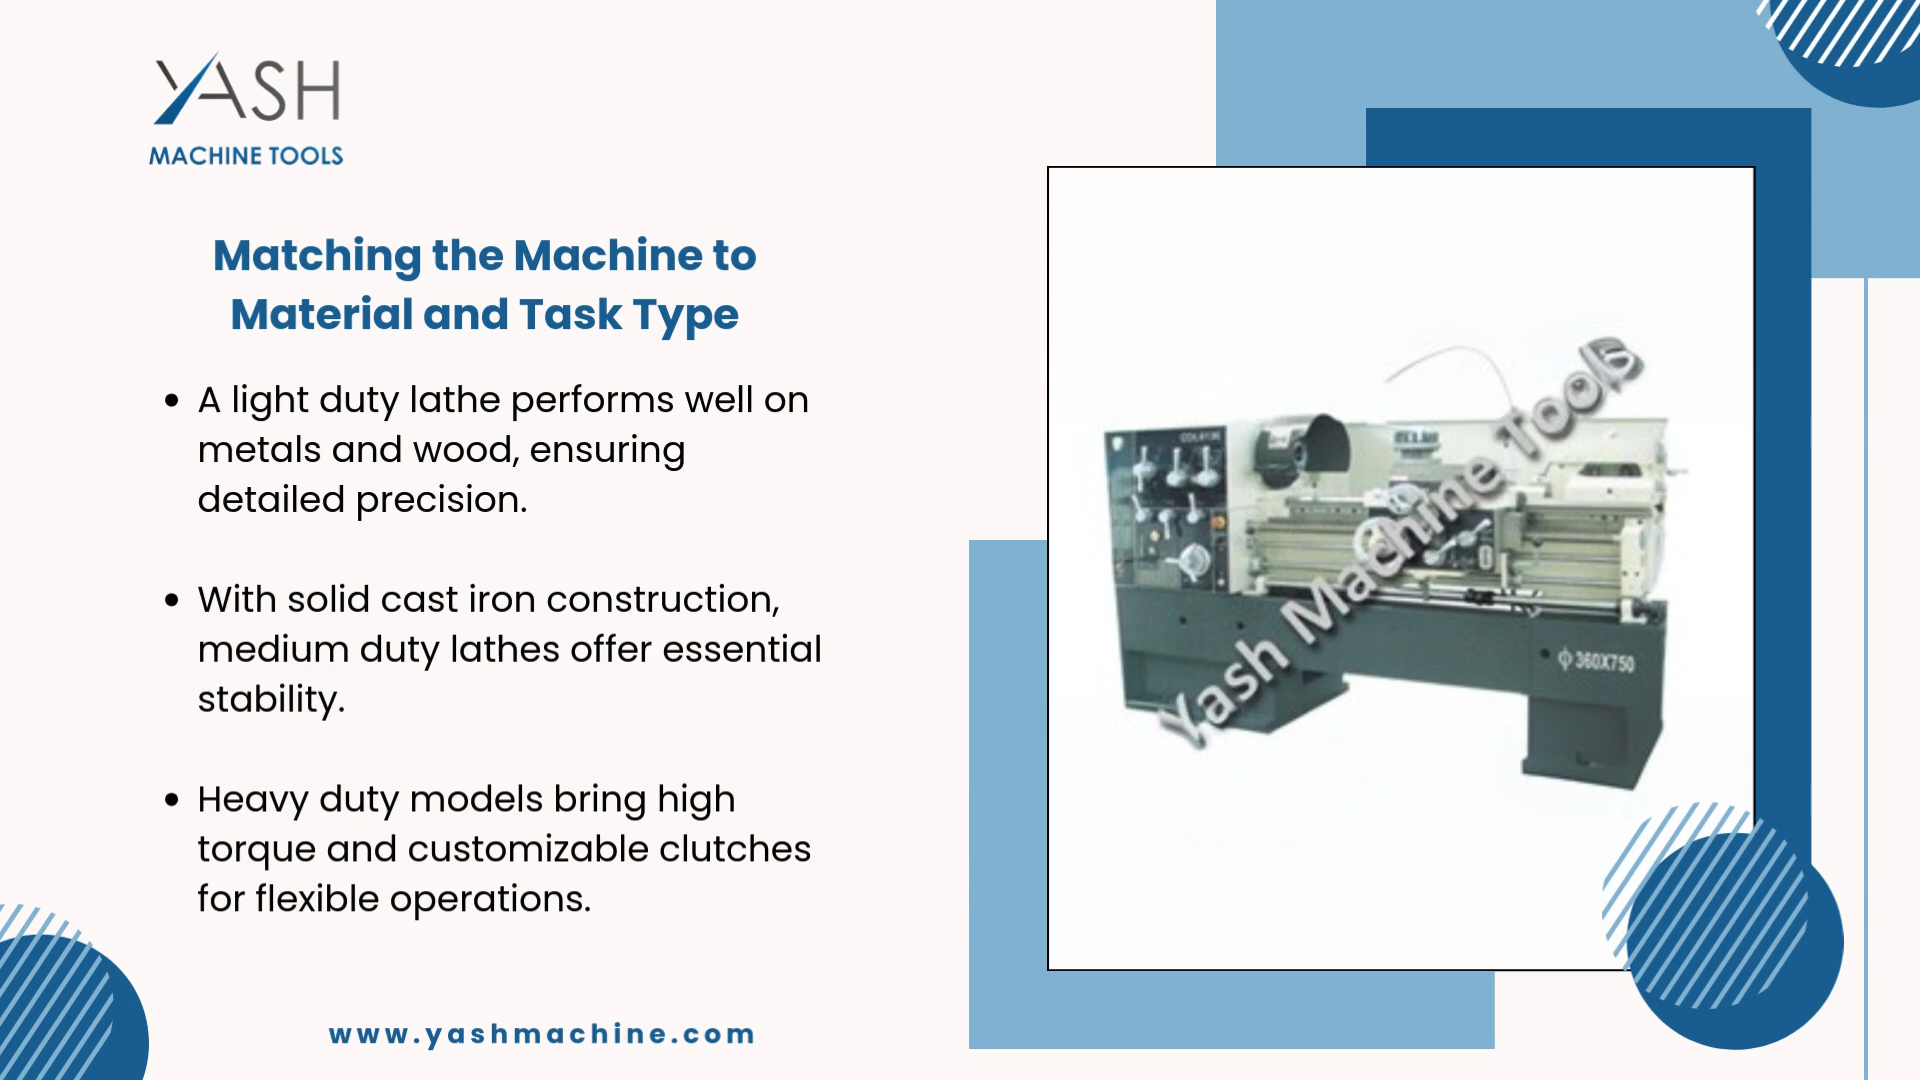 YASH
MACHINE TOOLS
Matching the Machine to
Material and Task Type
• A light duty lathe performs well on
metals and wood, ensuring
detailed precision.
• With solid cast iron construction,
medium duty lathes offer essential
stability.
• Heavy duty models bring high
torque and customizable clutches
for flexible operations.
www.yashmachine.com
Yash Machine Tools
ϕ 360X750